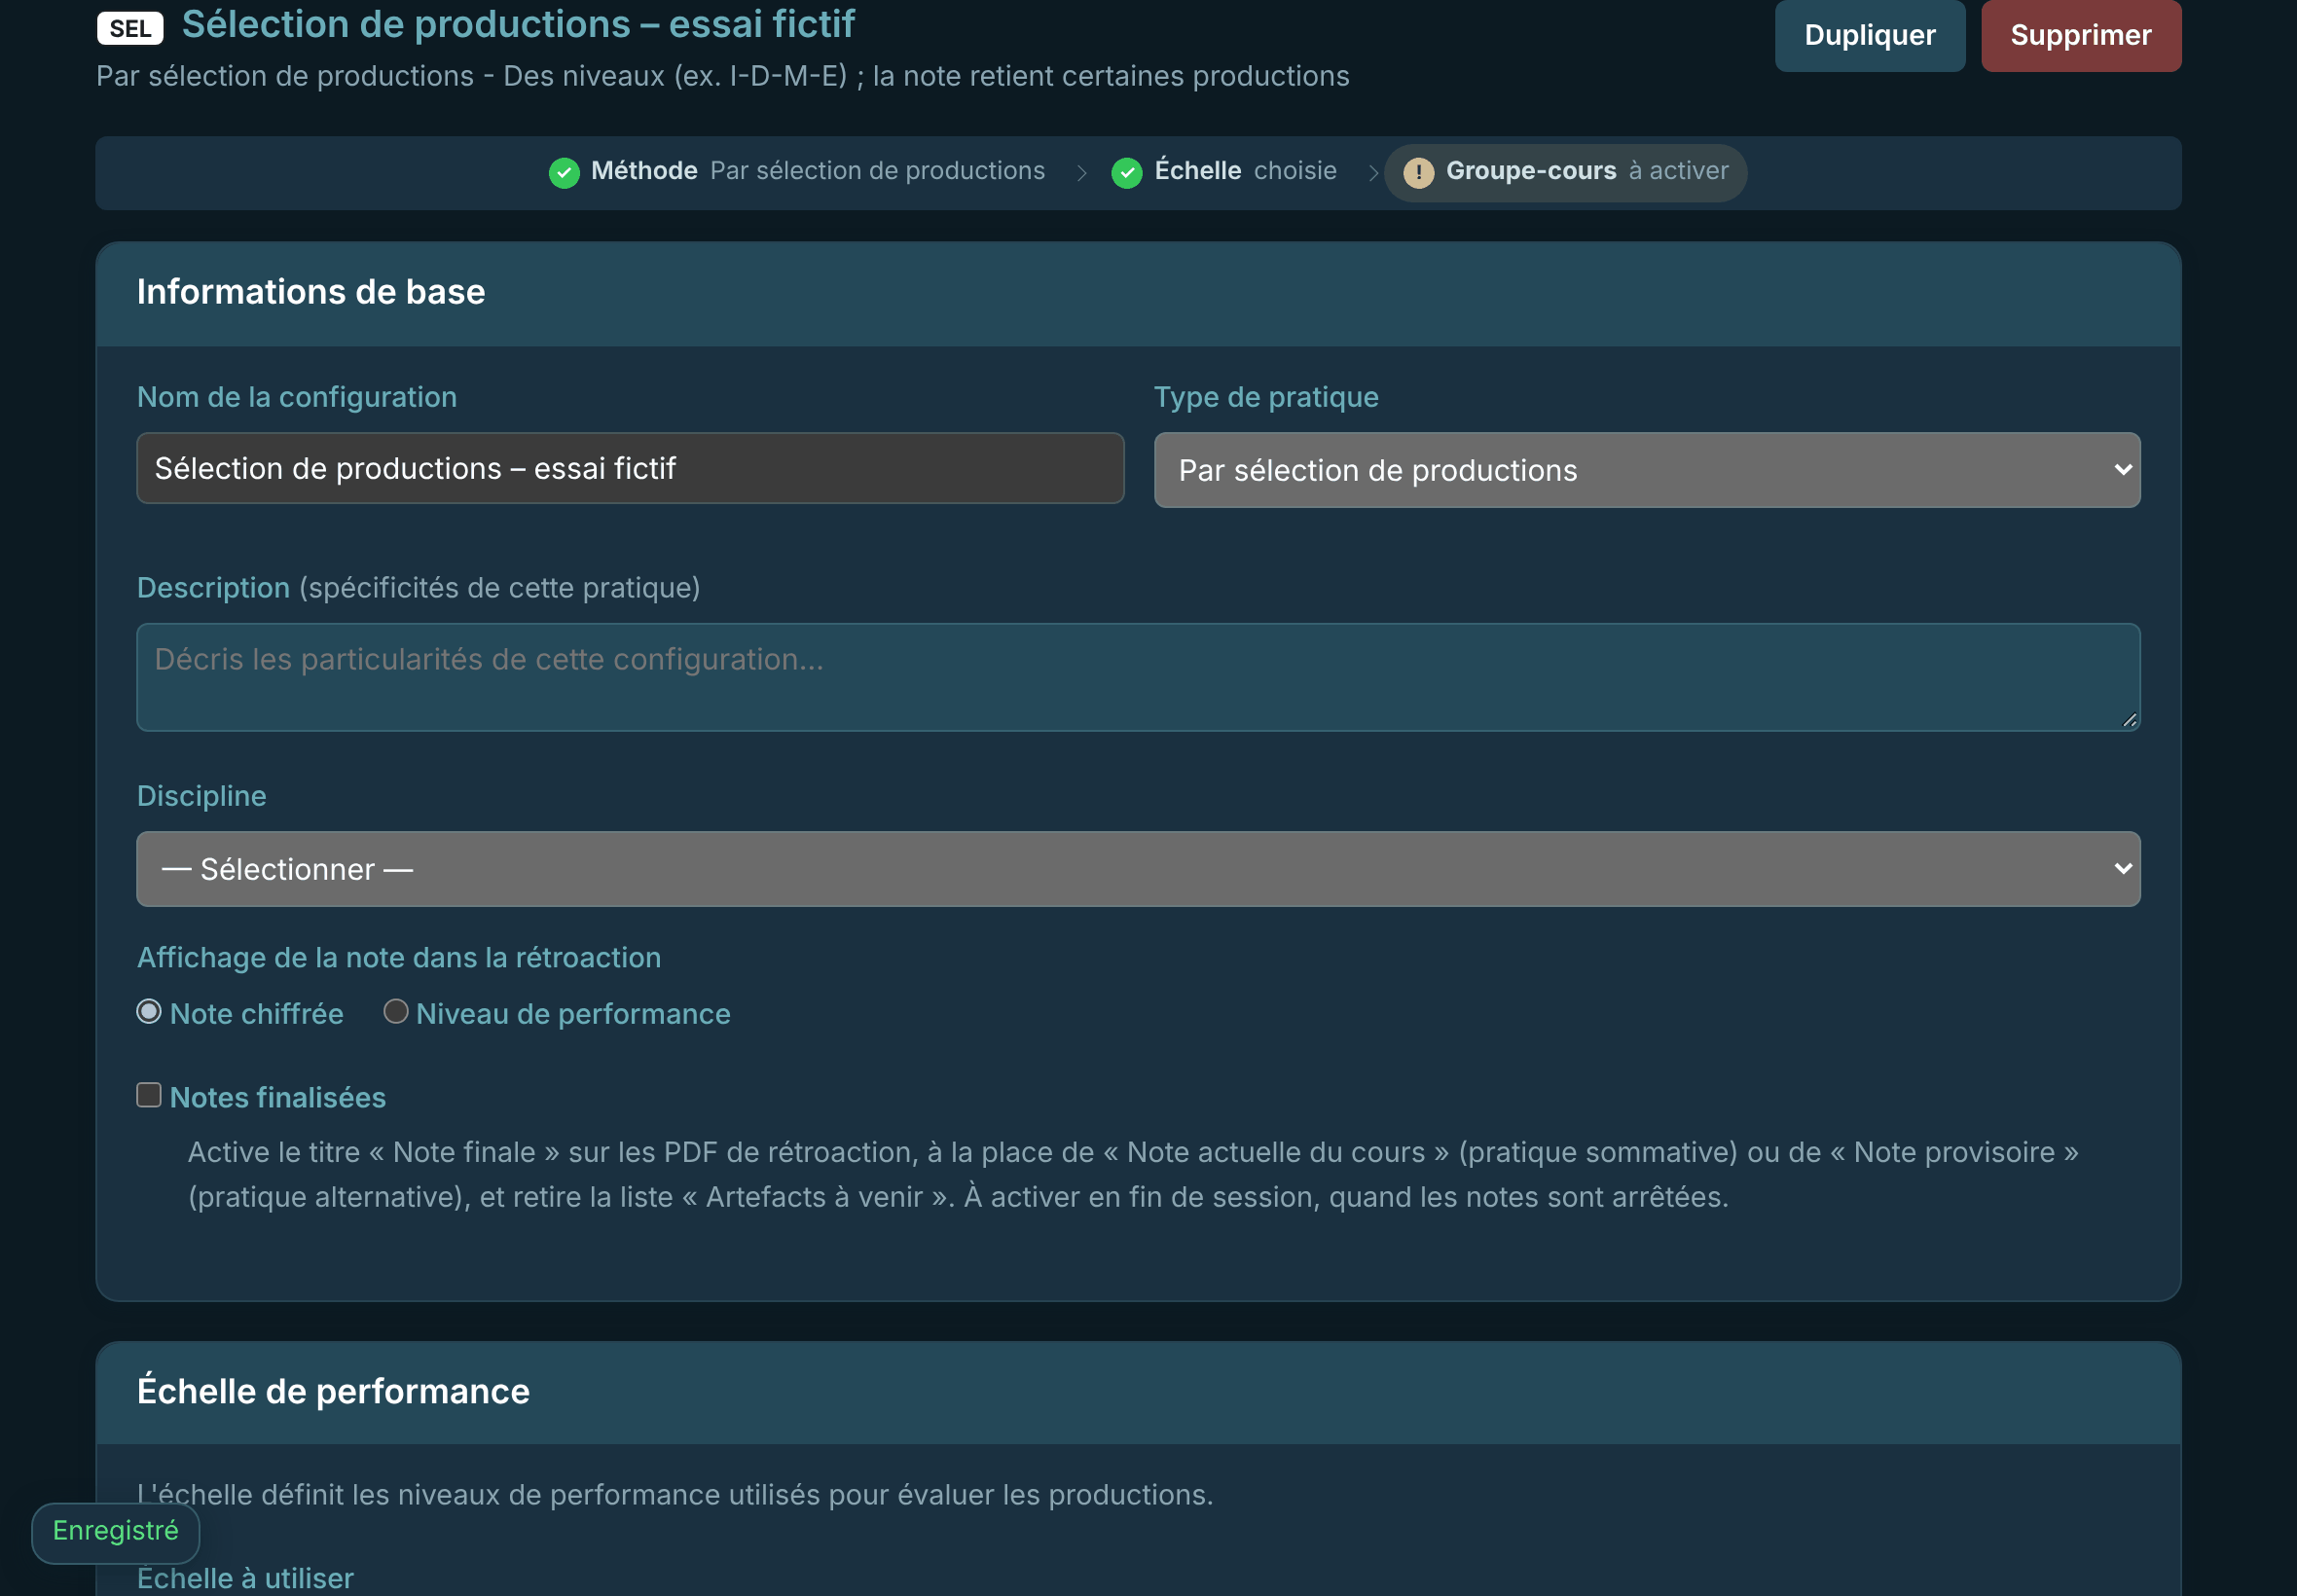 SEL Sélection de productions – essai fictif
Dupliquer
Supprimer
Par sélection de productions - Des niveaux (ex. I-D-M-E) ; la note retient certaines productions
Méthode Par sélection de productions
Échelle choisie
! Groupe-cours à activer
Informations de base
Nom de la configuration
Type de pratique
Sélection de productions – essai fictif
Par sélection de productions
Description (spécificités de cette pratique)
Décris les particularités de cette configuration...
Discipline
— Sélectionner —
Affichage de la note dans la rétroaction
Note chiffrée
Niveau de performance
Notes finalisées
Active le titre « Note finale » sur les PDF de rétroaction, à la place de « Note actuelle du cours » (pratique sommative) ou de « Note provisoire »
(pratique alternative), et retire la liste « Artefacts à venir ». À activer en fin de session, quand les notes sont arrêtées.
Échelle de performance
L'échelle définit les niveaux de performance utilisés pour évaluer les productions.
Enregistré
Échelle à utiliser